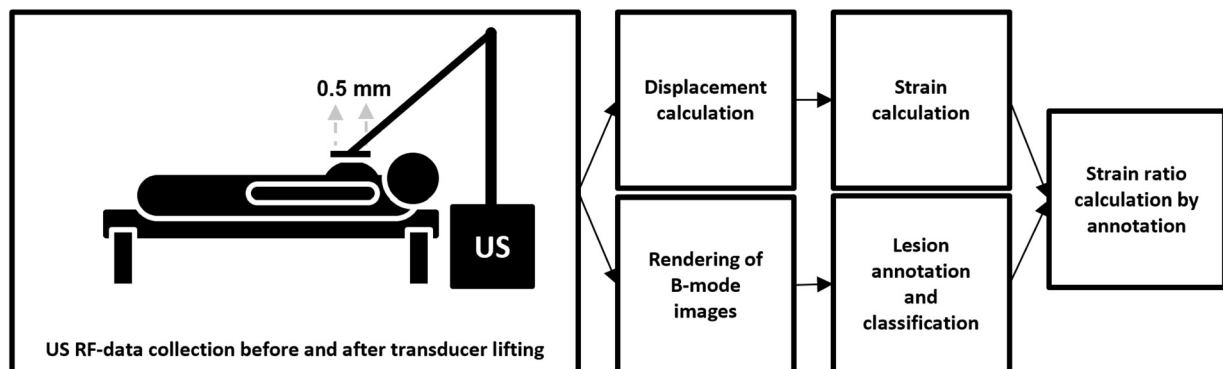 0.5 mm
US
US RF-data collection before and after transducer lifting
Displacement
calculation
Strain
calculation
Rendering of
B-mode
images
Lesion
annotation
and
classification
Strain ratio
calculation by
annotation